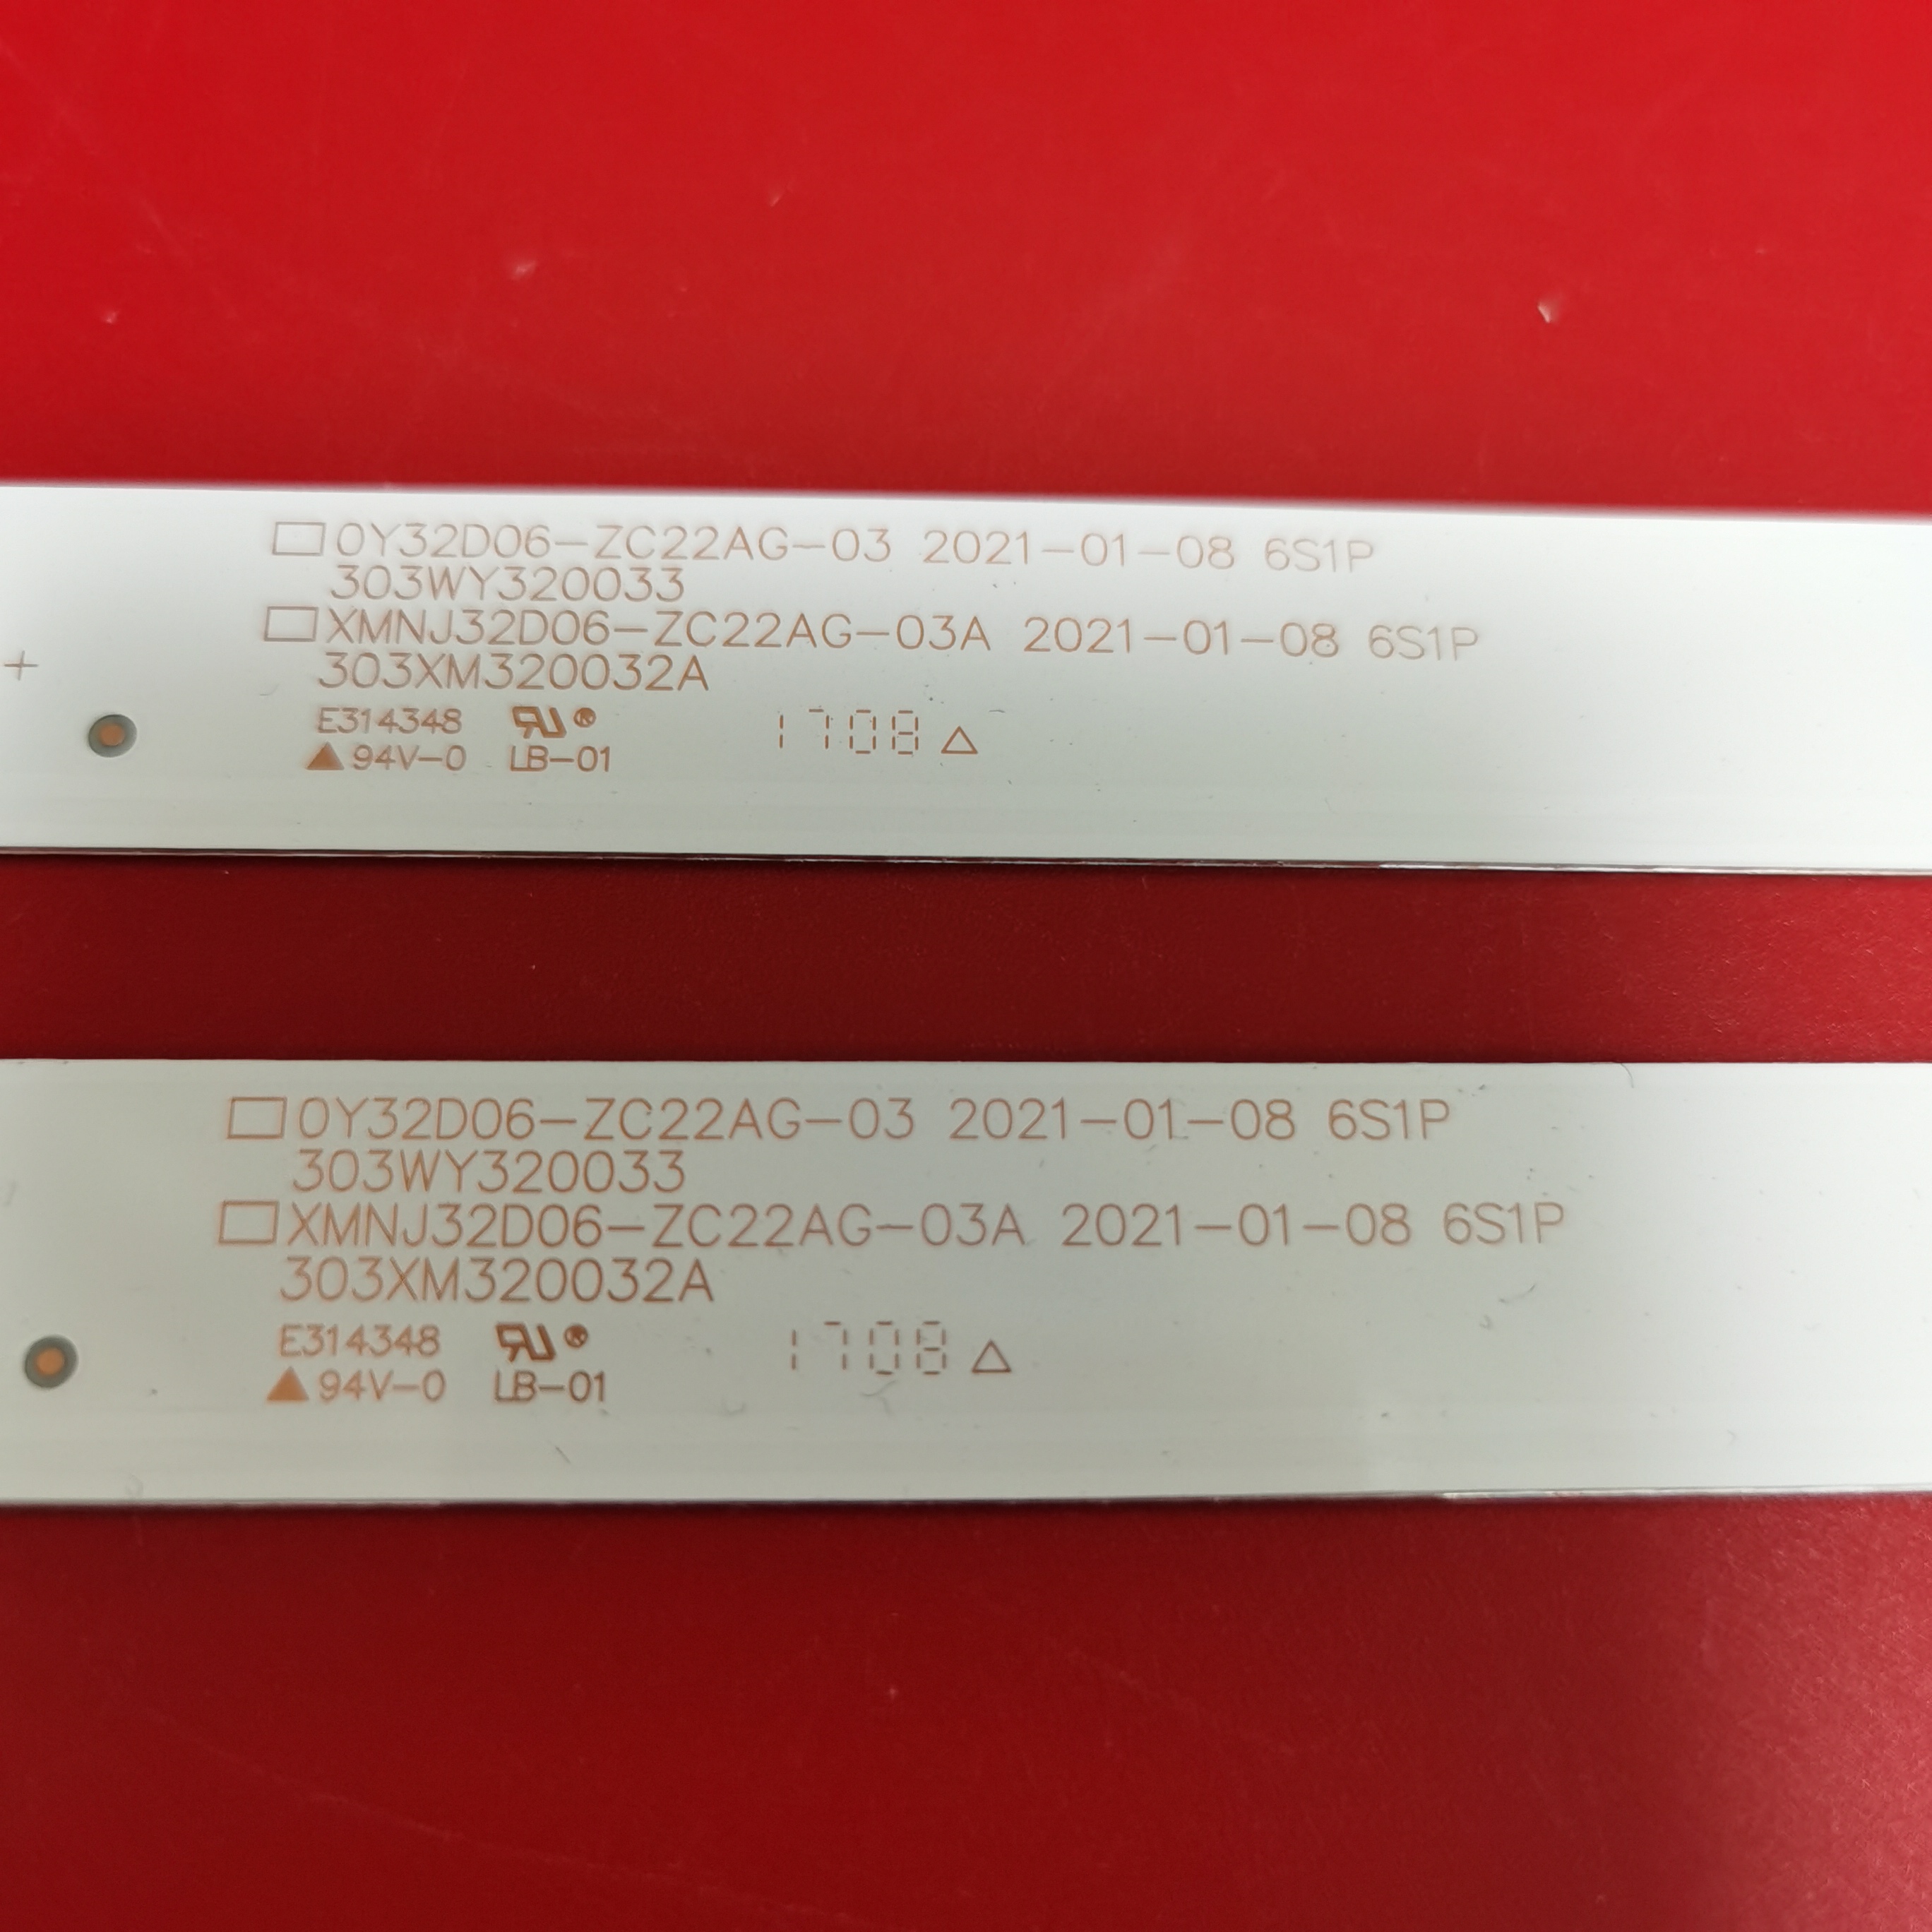 □0Y32D06-ZC22AG-03 2021-01-08 6S1P
303WY320033
□XMNJ32D06-ZC22AG-03A 2021-01-08 6S1P
303XM320032A
E314348
1708 △
▲94V-0 LB-01
□0Y32D06-ZC22AG-03 2021-01-08 6S1P
303WY320033
□XMNJ32D06-ZC22AG-03A 2021-01-08 6S1P
303XM320032A
E314348
1708 △
▲94V-0 LB-01